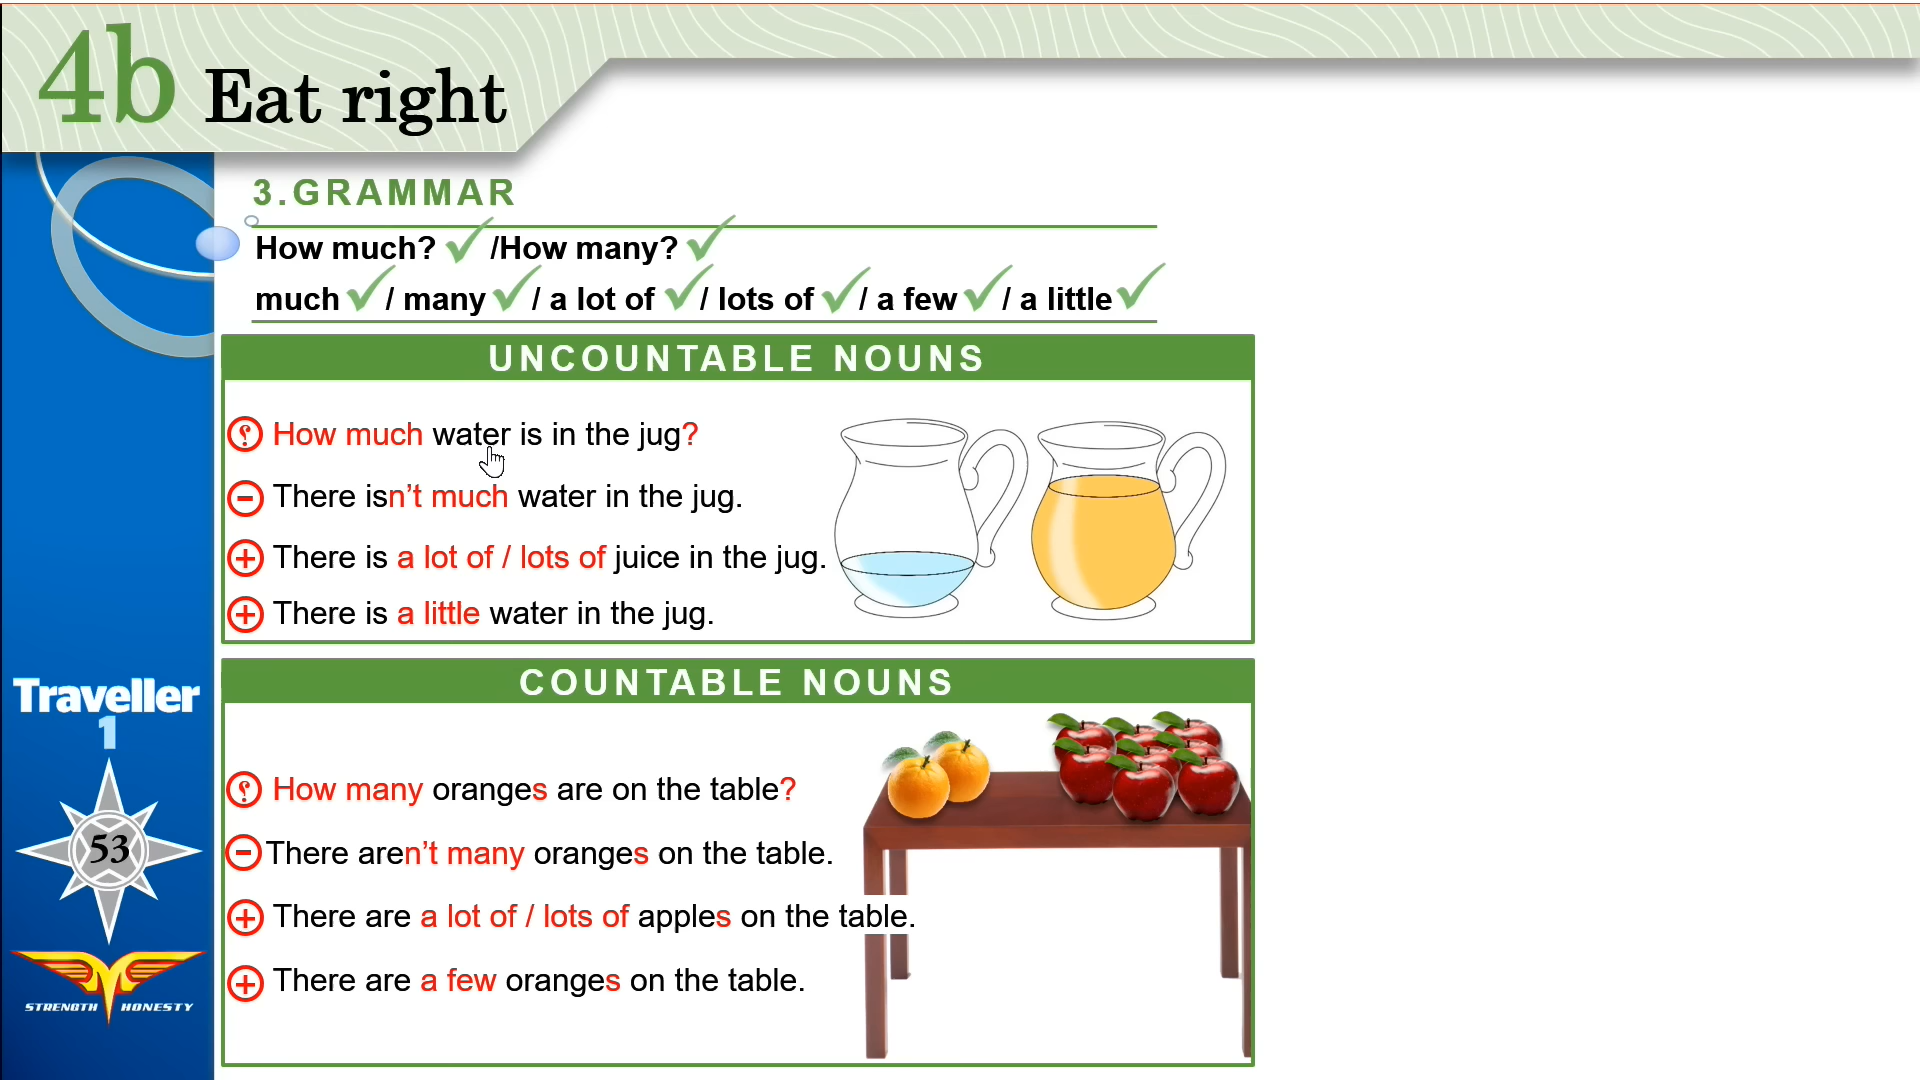 4b Eat right
3.GRAMMAR
How much? /How many?
much / many / a lot of / lots of / a few / a little
UNCOUNTABLE NOUNS
؟ How much water is in the jug?
− There isn’t much water in the jug.
+ There is a lot of / lots of juice in the jug.
+ There is a little water in the jug.
COUNTABLE NOUNS
؟ How many oranges are on the table?
− There aren’t many oranges on the table.
+ There are a lot of / lots of apples on the table.
+ There are a few oranges on the table.
Traveller
1
53
STRENGTH HONESTY